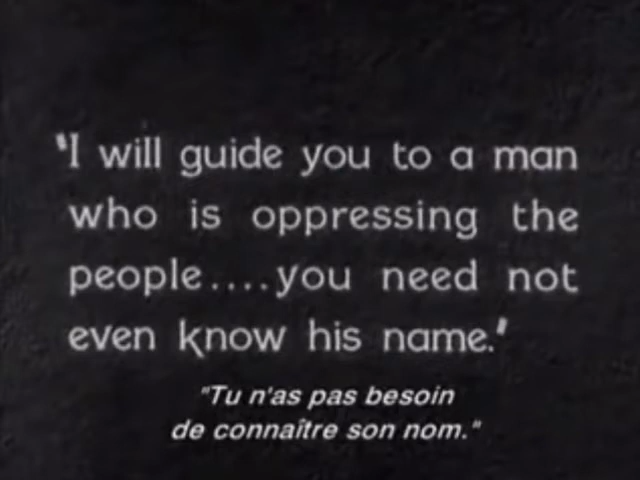 'I will guide you to a man
who is oppressing the
people....you need not
even know his name.'
"Tu n'as pas besoin
de connaître son nom."